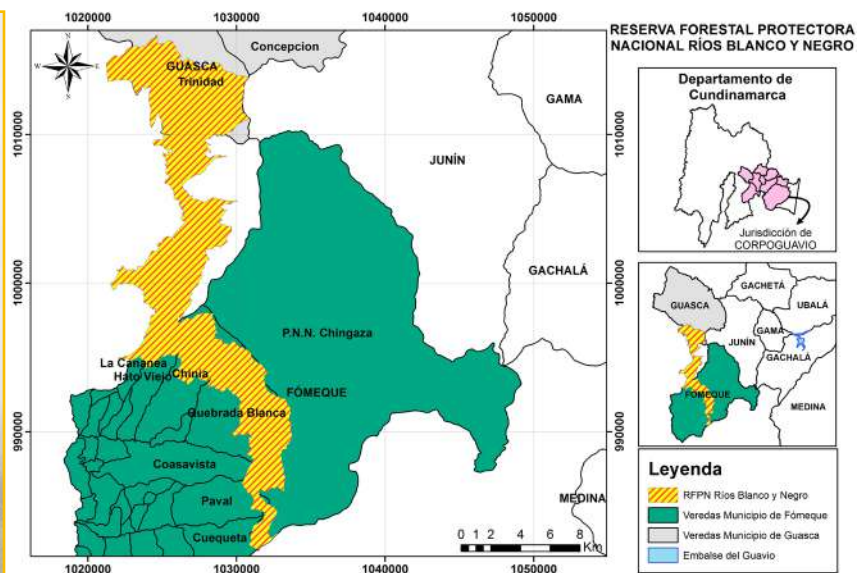 1020000 1030000 1040000 1050000
RESERVA FORESTAL PROTECTORA
NACIONAL RÍOS BLANCO Y NEGRO
Concepcion
GUASCA
Trinidad
N
W E
GAMA
1010000 1010000
JUNÍN
GACHALÁ
1000000 1000000
P.N.N. Chingaza
La Cananea
Hato Viejo
Chinia
FÓMEQUE
Quebrada Blanca
990000 990000
Coasavista
Paval
Cuequeta
MEDINA
0 1 2 4 6 8
Km
1020000 1030000 1040000 1050000
Departamento de
Cundinamarca
Jurisdicción de
CORPOGUAVIO
GACHETÁ
GUASCA
UBALÁ
GAMA
JUNÍN
GACHALÁ
FÓMEQUE
MEDINA
Leyenda
RFPN Ríos Blanco y Negro
Veredas Municipio de Fómeque
Veredas Municipio de Guasca
Embalse del Guavio